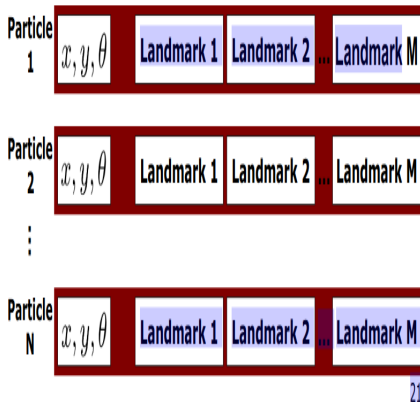 Particle 1 x, y, θ Landmark 1 Landmark 2 ... Landmark M
Particle 2 x, y, θ Landmark 1 Landmark 2 ... Landmark M
⋮
Particle N x, y, θ Landmark 1 Landmark 2 ... Landmark M
21